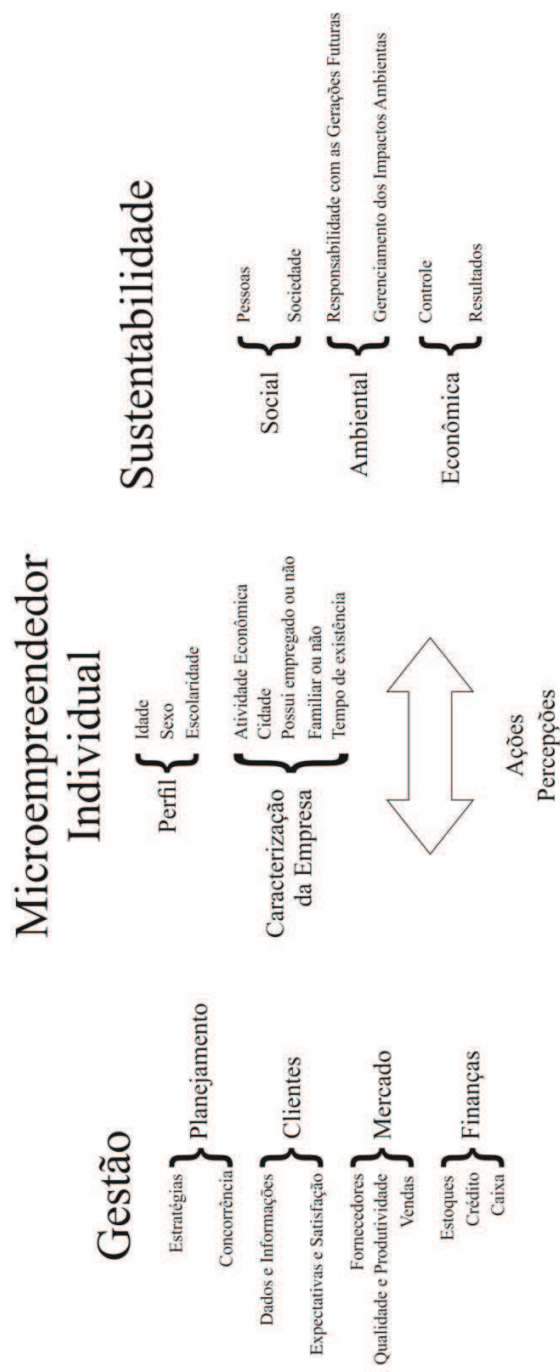 Gestão
Estratégias
Concorrência
Planejamento
Dados e Informações
Expectativas e Satisfação
Clientes
Fornecedores
Qualidade e Produtividade
Vendas
Mercado
Estoques
Crédito
Caixa
Finanças
Microempreendedor
Individual
Perfil
Idade
Sexo
Escolaridade
Caracterização
da Empresa
Atividade Econômica
Cidade
Possui empregado ou não
Familiar ou não
Tempo de existência
Ações
Percepções
Sustentabilidade
Social
Pessoas
Sociedade
Ambiental
Responsabilidade com as Gerações Futuras
Gerenciamento dos Impactos Ambientas
Econômica
Controle
Resultados